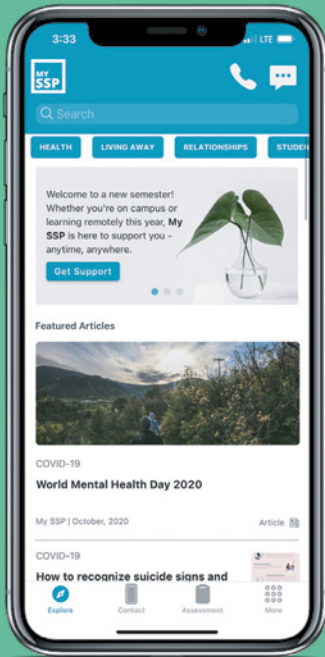 3:33
LTE
MY
SSP
Search
HEALTH
LIVING AWAY
RELATIONSHIPS
STUDEN
Welcome to a new semester!
Whether you're on campus or
learning remotely this year, My
SSP is here to support you -
anytime, anywhere.
Get Support
Featured Articles
COVID-19
World Mental Health Day 2020
My SSP | October, 2020
Article
COVID-19
How to recognize suicide signs and
Explore
Contact
Assessment
More